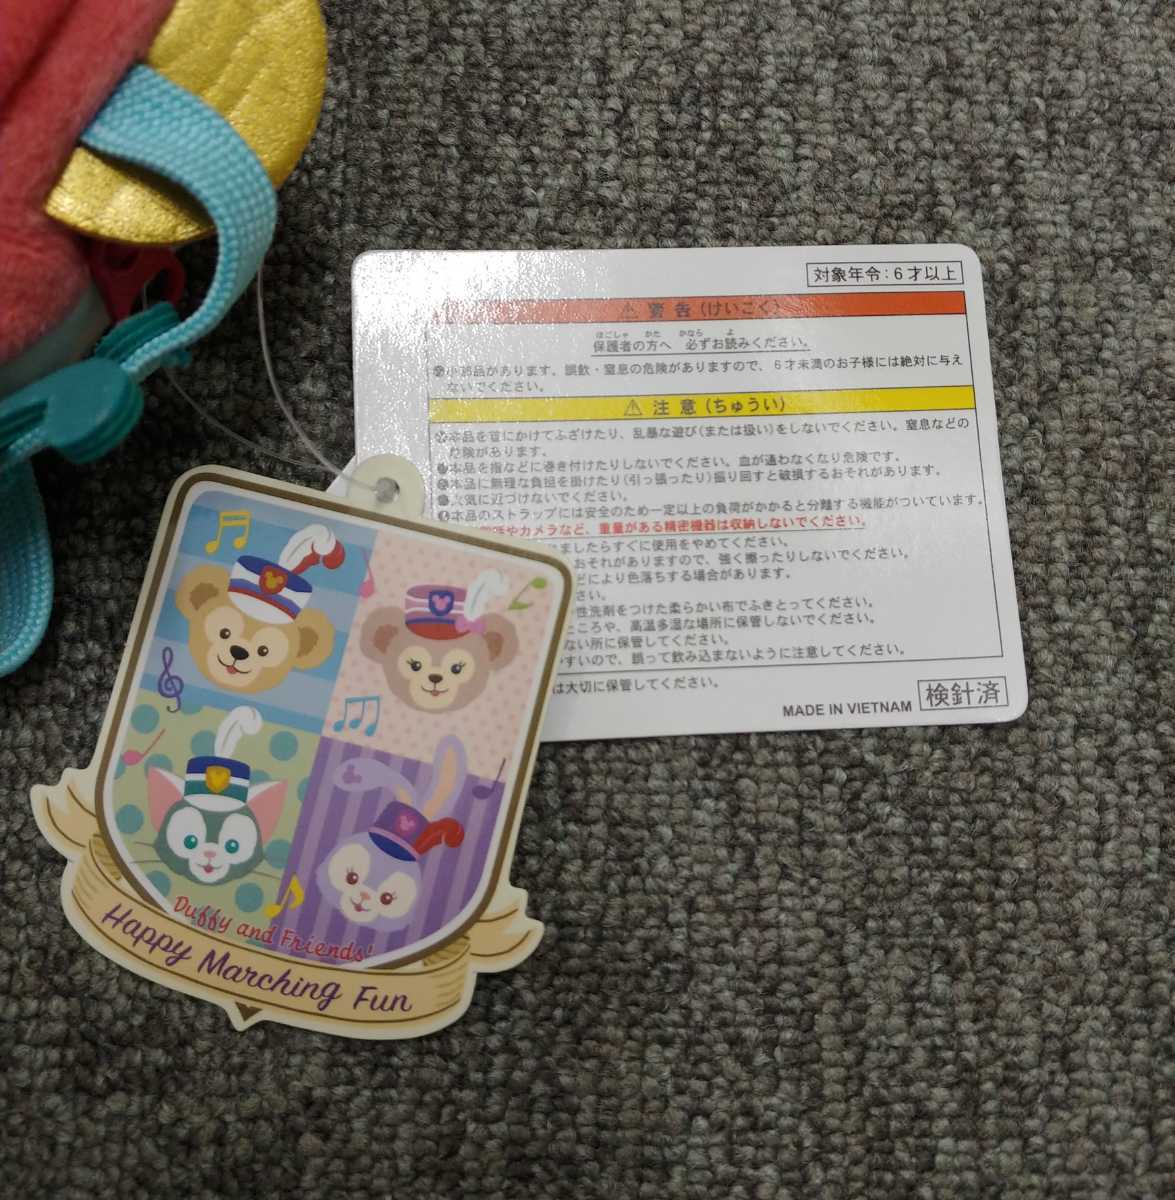 対象年令:6才以上
⚠ 警告(けいこく)
ほごしゃ かた かなら よ
保護者の方へ 必ずお読みください。
小部品があります。誤飲・窒息の危険がありますので、6才未満のお子様には絶対に与え
ないでください。
⚠ 注意(ちゅうい)
本品を首にかけてふざけたり、乱暴な遊び(または扱い)をしないでください。窒息などの
危険があります。
本品を指などに巻き付けたりしないでください。血が通わなくなり危険です。
本品に無理な負担を掛けたり(引っ張ったり)振り回すと破損するおそれがあります。
火気に近づけないでください。
本品のストラップには安全のため一定以上の負荷がかかると分離する機能がついています。
やカメラなど、重量がある精密機器は収納しないでください。
ましたらすぐに使用をやめてください。
おそれがありますので、強く擦ったりしないでください。
どにより色落ちする場合があります。
い。
性洗剤をつけた柔らかい布でふきとってください。
ところや、高温多湿な場所に保管しないでください。
ない所に保管してください。
すいので、誤って飲み込まないように注意してください。
は大切に保管してください。
MADE IN VIETNAM 検針済
Duffy and Friends'
Happy Marching Fun